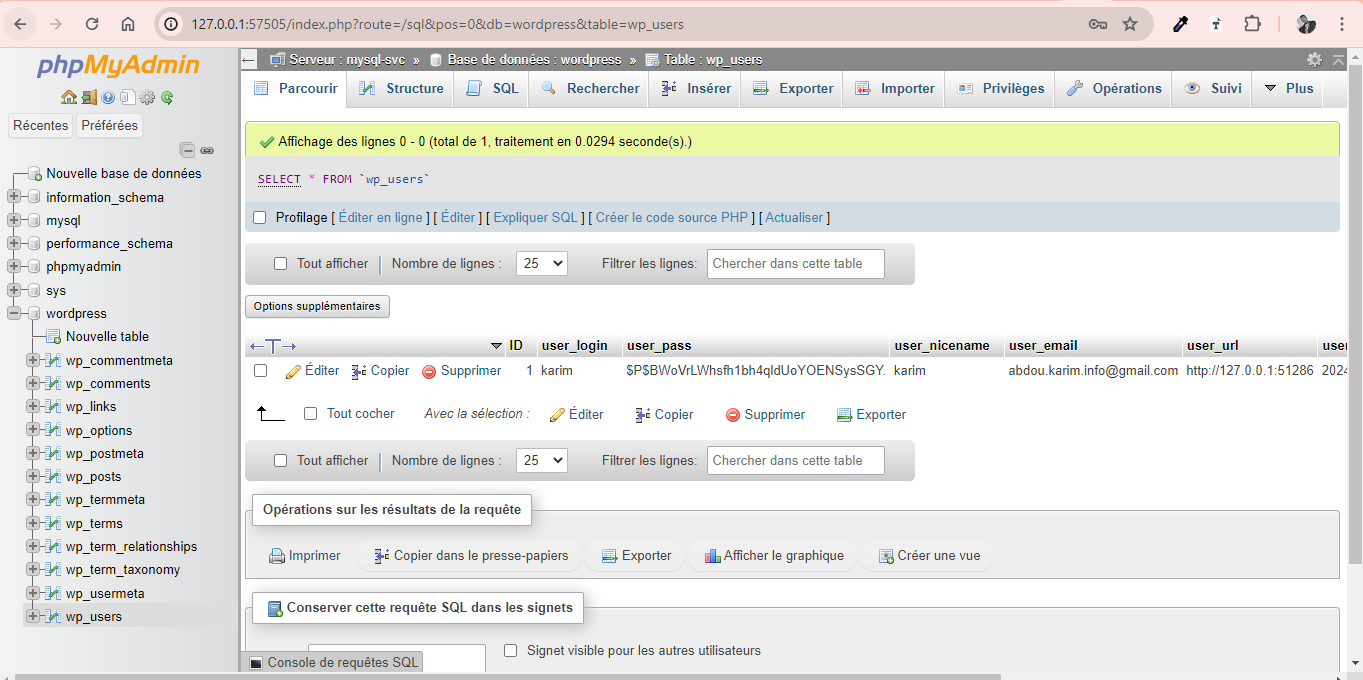 127.0.0.1:57505/index.php?route=/sql&pos=0&db=wordpress&table=wp_users
phpMyAdmin
Récentes Préférées
Nouvelle base de données
information_schema
mysql
performance_schema
phpmyadmin
sys
wordpress
Nouvelle table
wp_commentmeta
wp_comments
wp_links
wp_options
wp_postmeta
wp_posts
wp_termmeta
wp_terms
wp_term_relationships
wp_term_taxonomy
wp_usermeta
wp_users
Serveur : mysql-svc » Base de données : wordpress » Table : wp_users
Parcourir Structure SQL Rechercher Insérer Exporter Importer Privilèges Opérations Suivi Plus
Affichage des lignes 0 - 0 (total de 1, traitement en 0.0294 seconde(s).)
SELECT * FROM `wp_users`
Profilage [ Éditer en ligne ] [ Éditer ] [ Expliquer SQL ] [ Créer le code source PHP ] [ Actualiser ]
Tout afficher | Nombre de lignes : 25 Filtrer les lignes: Chercher dans cette table
Options supplémentaires
←T→ ID user_login user_pass user_nicename user_email user_url user
Éditer Copier Supprimer 1 karim $P$BWoVrLWhsfh1bh4qldUoYOENSysSGY. karim abdou.karim.info@gmail.com http://127.0.0.1:51286 2024
Tout cocher Avec la sélection : Éditer Copier Supprimer Exporter
Tout afficher | Nombre de lignes : 25 Filtrer les lignes: Chercher dans cette table
Opérations sur les résultats de la requête
Imprimer Copier dans le presse-papiers Exporter Afficher le graphique Créer une vue
Conserver cette requête SQL dans les signets
Signet visible pour les autres utilisateurs
Console de requêtes SQL